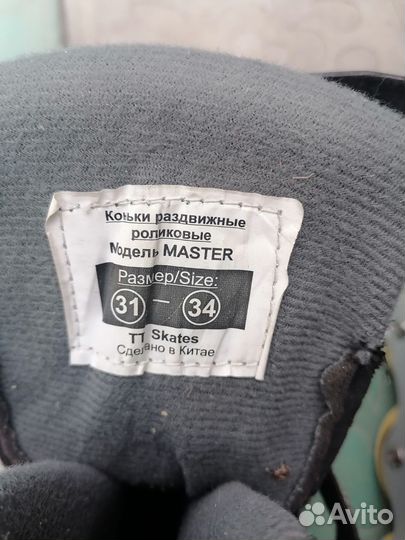 Коньки раздвижные
роликовые
Модель MASTER
Размер/Size:
31 — 34
TT Skates
Сделано в Китае
Avito